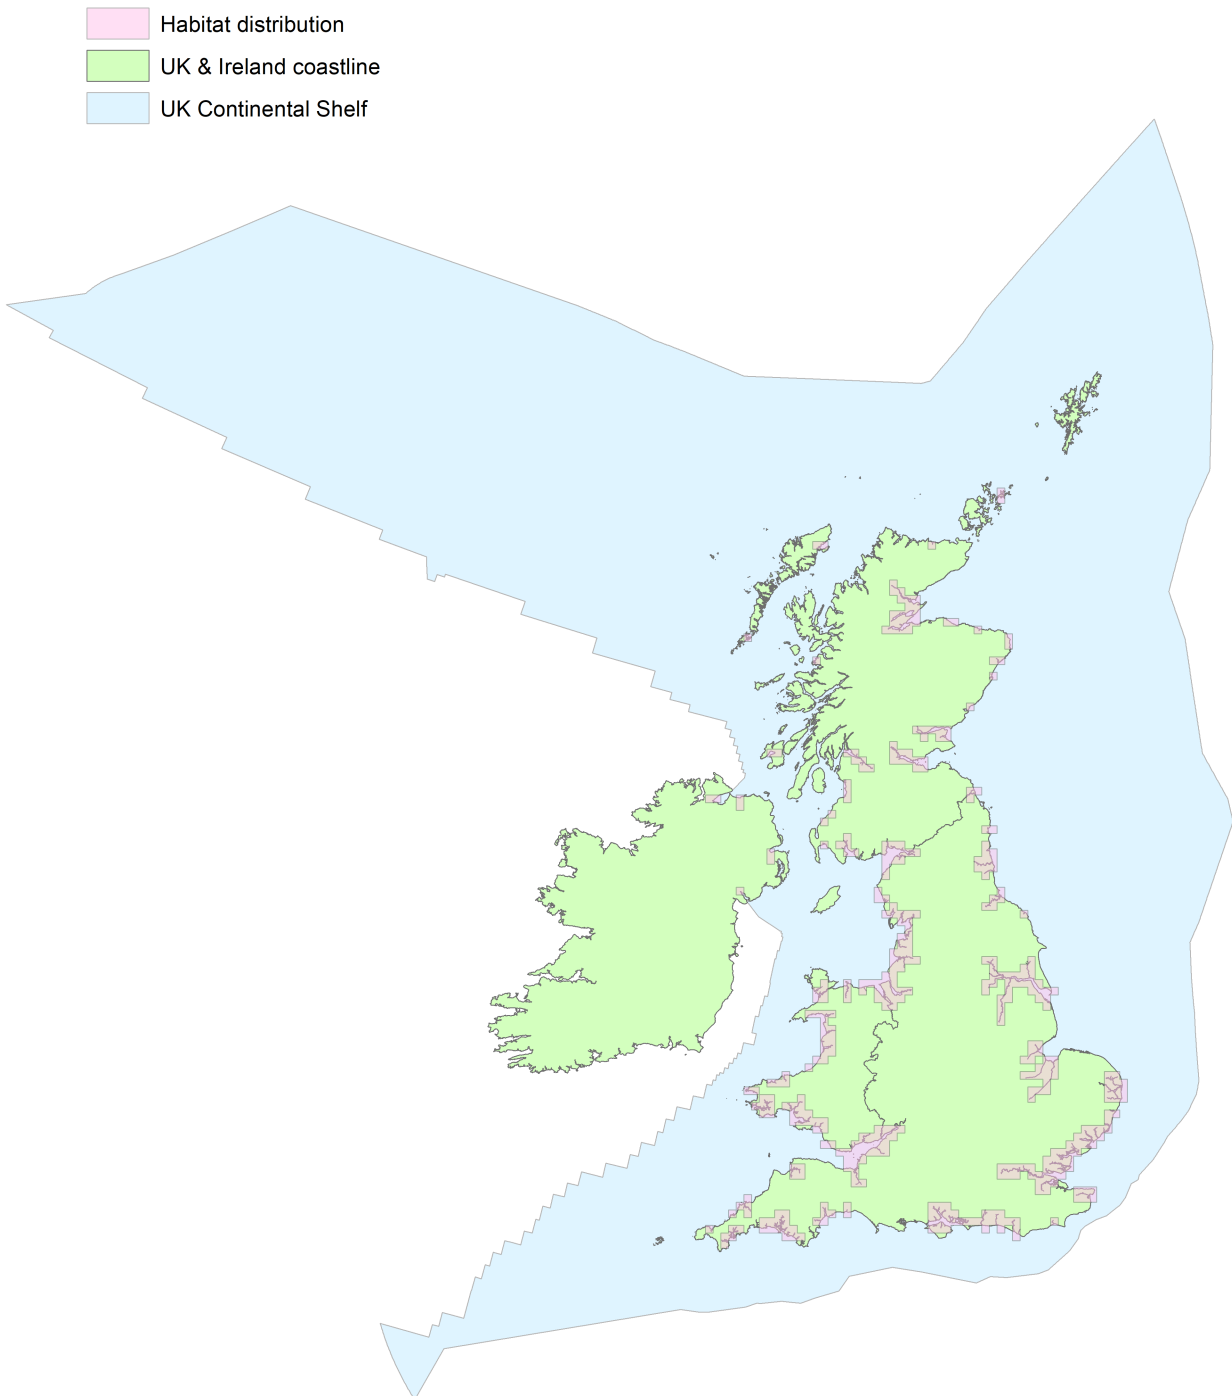 Habitat distribution
UK & Ireland coastline
UK Continental Shelf